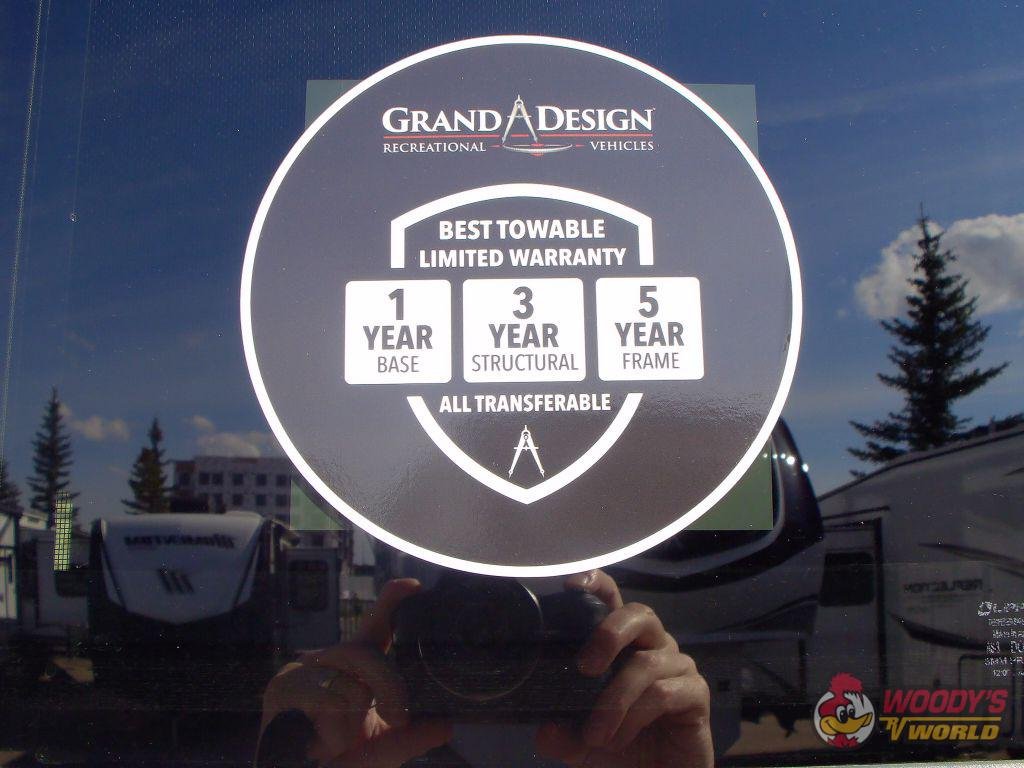 GRAND DESIGN
RECREATIONAL VEHICLES
BEST TOWABLE
LIMITED WARRANTY
1
YEAR
BASE
3
YEAR
STRUCTURAL
5
YEAR
FRAME
ALL TRANSFERABLE
WOODY'S
RV WORLD